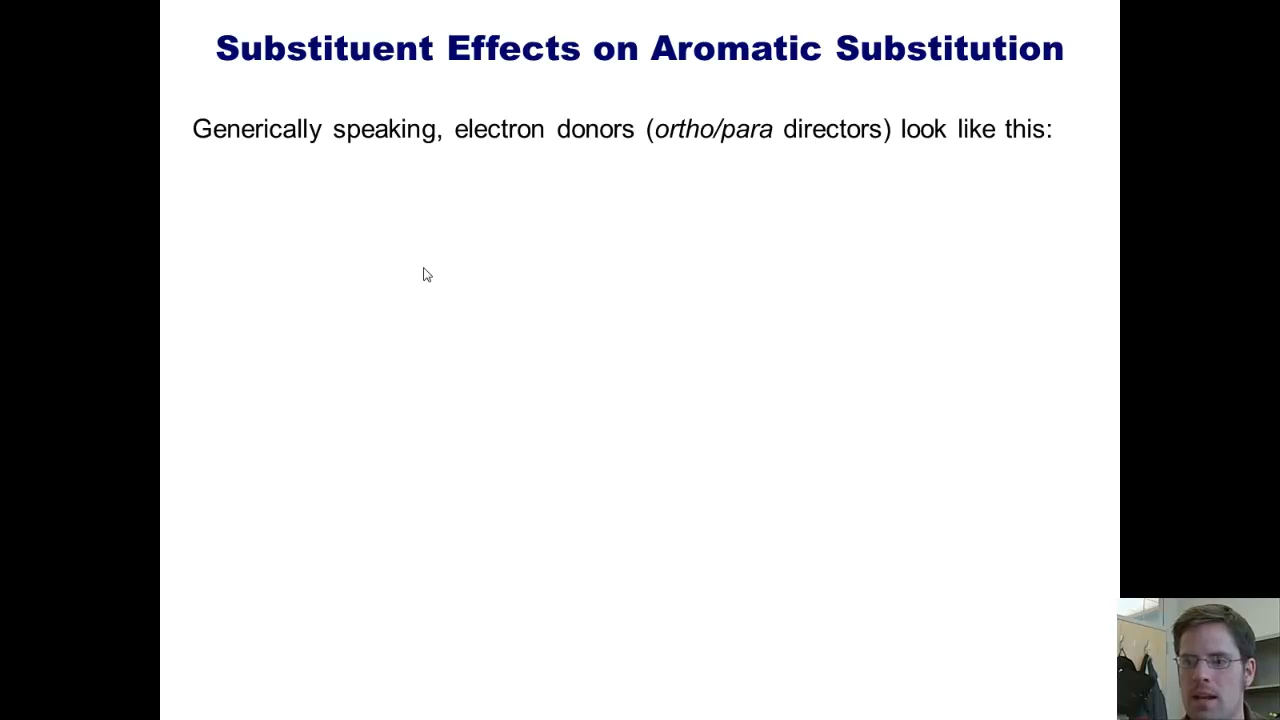 Substituent Effects on Aromatic Substitution
Generically speaking, electron donors (ortho/para directors) look like this: